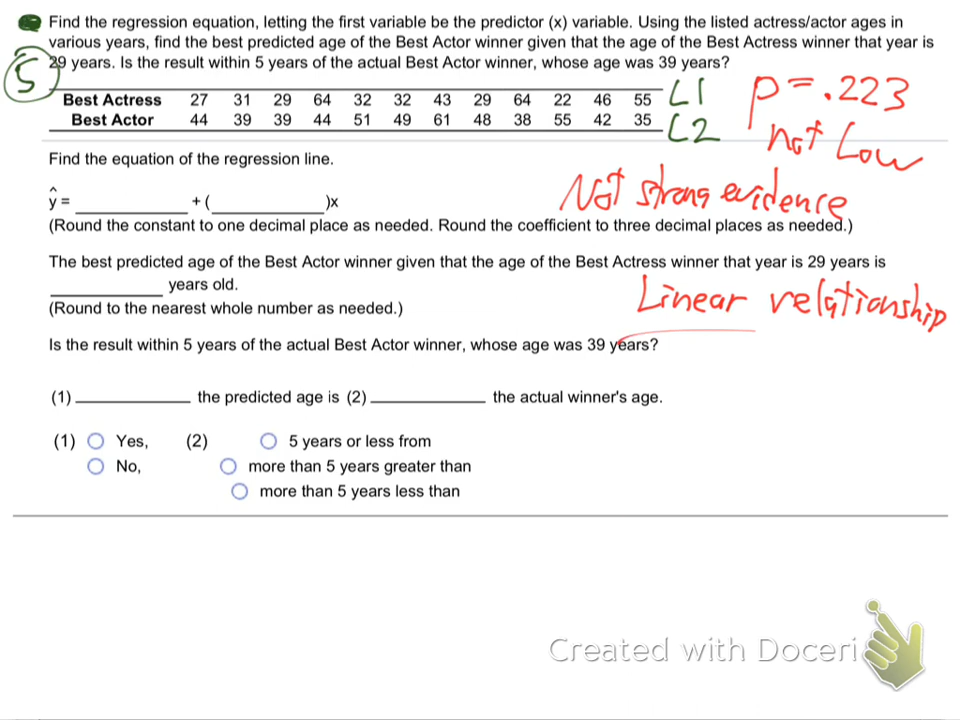 Find the regression equation, letting the first variable be the predictor (x) variable. Using the listed actress/actor ages in
various years, find the best predicted age of the Best Actor winner given that the age of the Best Actress winner that year is
5 29 years. Is the result within 5 years of the actual Best Actor winner, whose age was 39 years?
Best Actress 27 31 29 64 32 32 43 29 64 22 46 55 L1
Best Actor 44 39 39 44 51 49 61 48 38 55 42 35 L2
p = .223
not Low
Find the equation of the regression line.
Not strong evidence
ŷ = ____________ + (____________)x
(Round the constant to one decimal place as needed. Round the coefficient to three decimal places as needed.)
The best predicted age of the Best Actor winner given that the age of the Best Actress winner that year is 29 years is
____________ years old.
Linear relationship
(Round to the nearest whole number as needed.)
Is the result within 5 years of the actual Best Actor winner, whose age was 39 years?
(1) ____________ the predicted age is (2) ____________ the actual winner's age.
(1) Yes, (2) 5 years or less from
No, more than 5 years greater than
more than 5 years less than
Created with Doceri